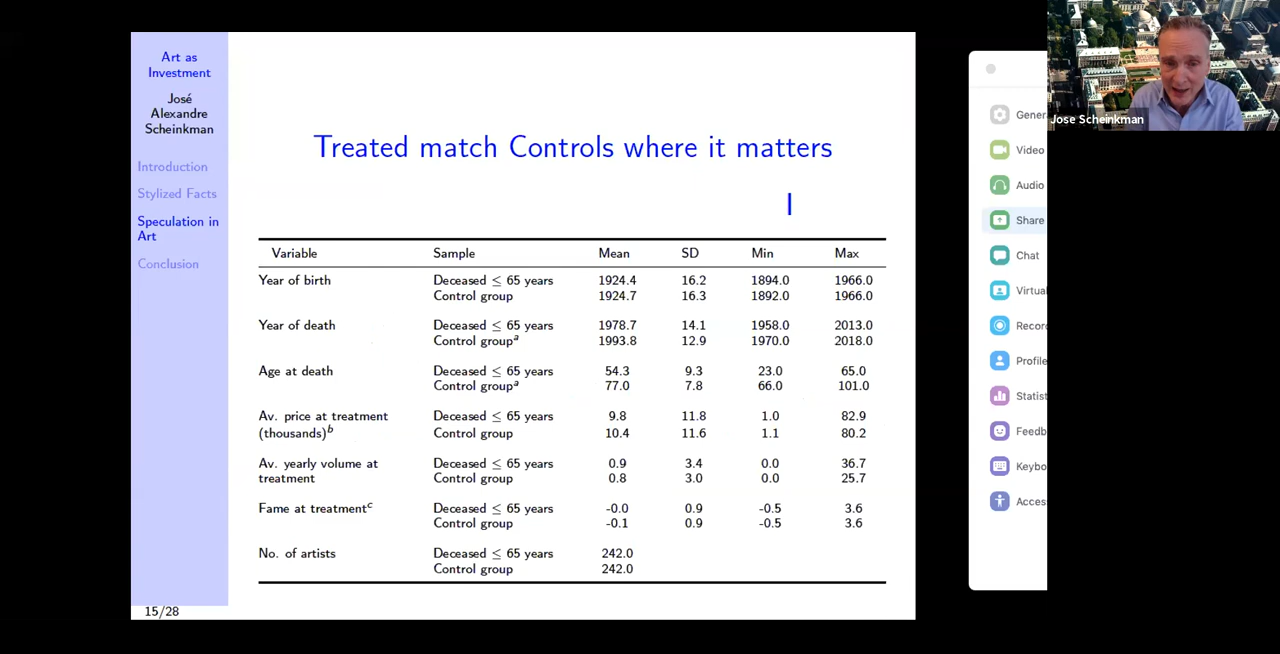 Art as
Investment
José
Alexandre
Scheinkman
Introduction
Stylized Facts
Speculation in
Art
Conclusion
Treated match Controls where it matters
Variable Sample Mean SD Min Max
Year of birth Deceased ≤ 65 years 1924.4 16.2 1894.0 1966.0
Control group 1924.7 16.3 1892.0 1966.0
Year of death Deceased ≤ 65 years 1978.7 14.1 1958.0 2013.0
Control groupᵃ 1993.8 12.9 1970.0 2018.0
Age at death Deceased ≤ 65 years 54.3 9.3 23.0 65.0
Control groupᵃ 77.0 7.8 66.0 101.0
Av. price at treatment Deceased ≤ 65 years 9.8 11.8 1.0 82.9
(thousands)ᵇ Control group 10.4 11.6 1.1 80.2
Av. yearly volume at Deceased ≤ 65 years 0.9 3.4 0.0 36.7
treatment Control group 0.8 3.0 0.0 25.7
Fame at treatmentᶜ Deceased ≤ 65 years -0.0 0.9 -0.5 3.6
Control group -0.1 0.9 -0.5 3.6
No. of artists Deceased ≤ 65 years 242.0
Control group 242.0
15/28
Gener
Video
Audio
Share
Chat
Virtual
Record
Profile
Statist
Feedb
Keybo
Acces
Jose Scheinkman